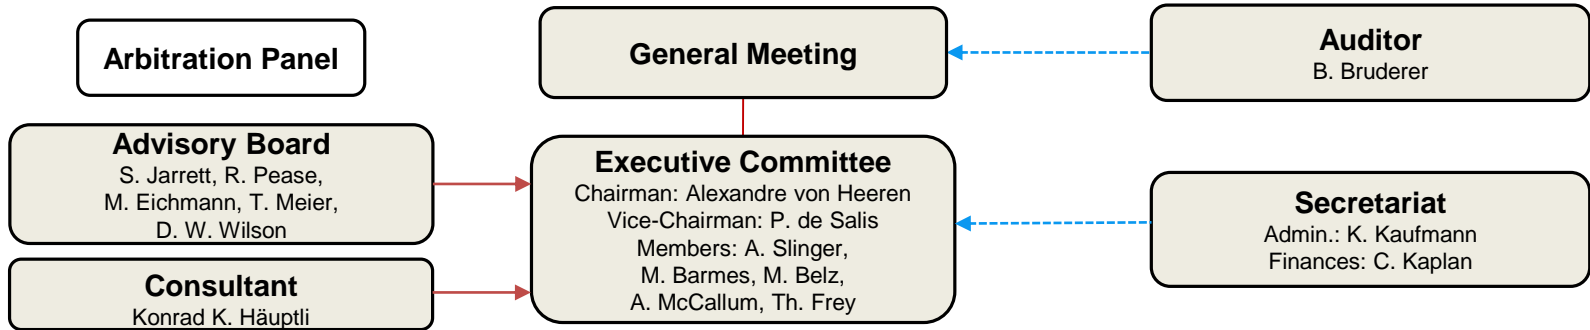 Arbitration Panel
General Meeting
Auditor
B. Bruderer
Advisory Board
S. Jarrett, R. Pease,
M. Eichmann, T. Meier,
D. W. Wilson
Executive Committee
Chairman: Alexandre von Heeren
Vice-Chairman: P. de Salis
Members: A. Slinger,
M. Barmes, M. Belz,
A. McCallum, Th. Frey
Secretariat
Admin.: K. Kaufmann
Finances: C. Kaplan
Consultant
Konrad K. Häuptli